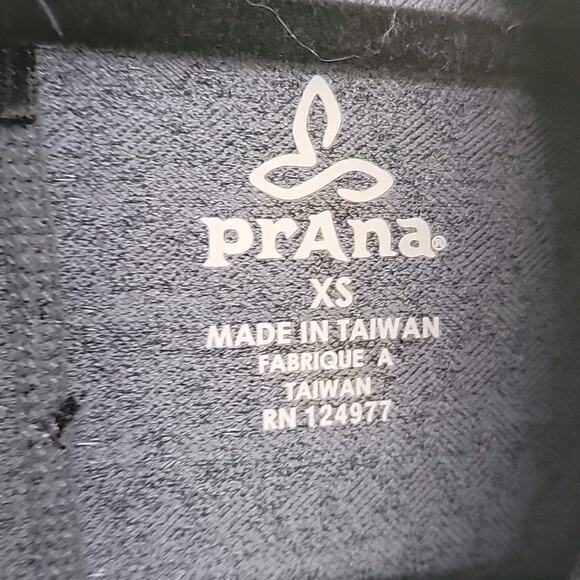 prAna®
XS
MADE IN TAIWAN
FABRIQUE A
TAIWAN
RN 124977